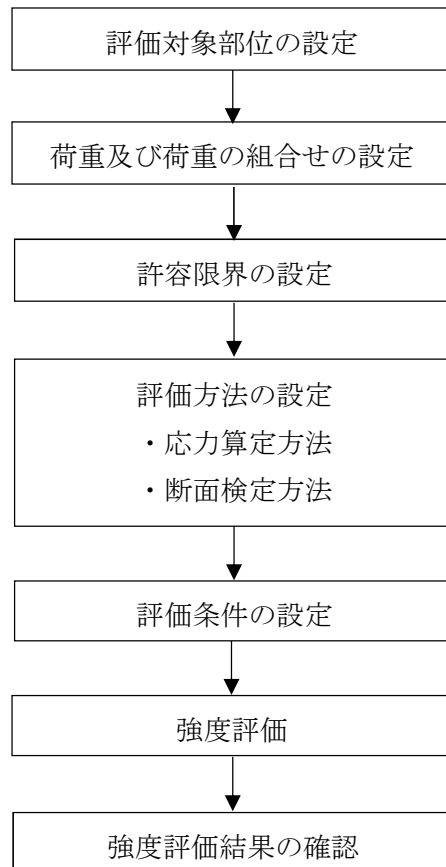 評価対象部位の設定
荷重及び荷重の組合せの設定
許容限界の設定
評価方法の設定
・応力算定方法
・断面検定方法
評価条件の設定
強度評価
強度評価結果の確認